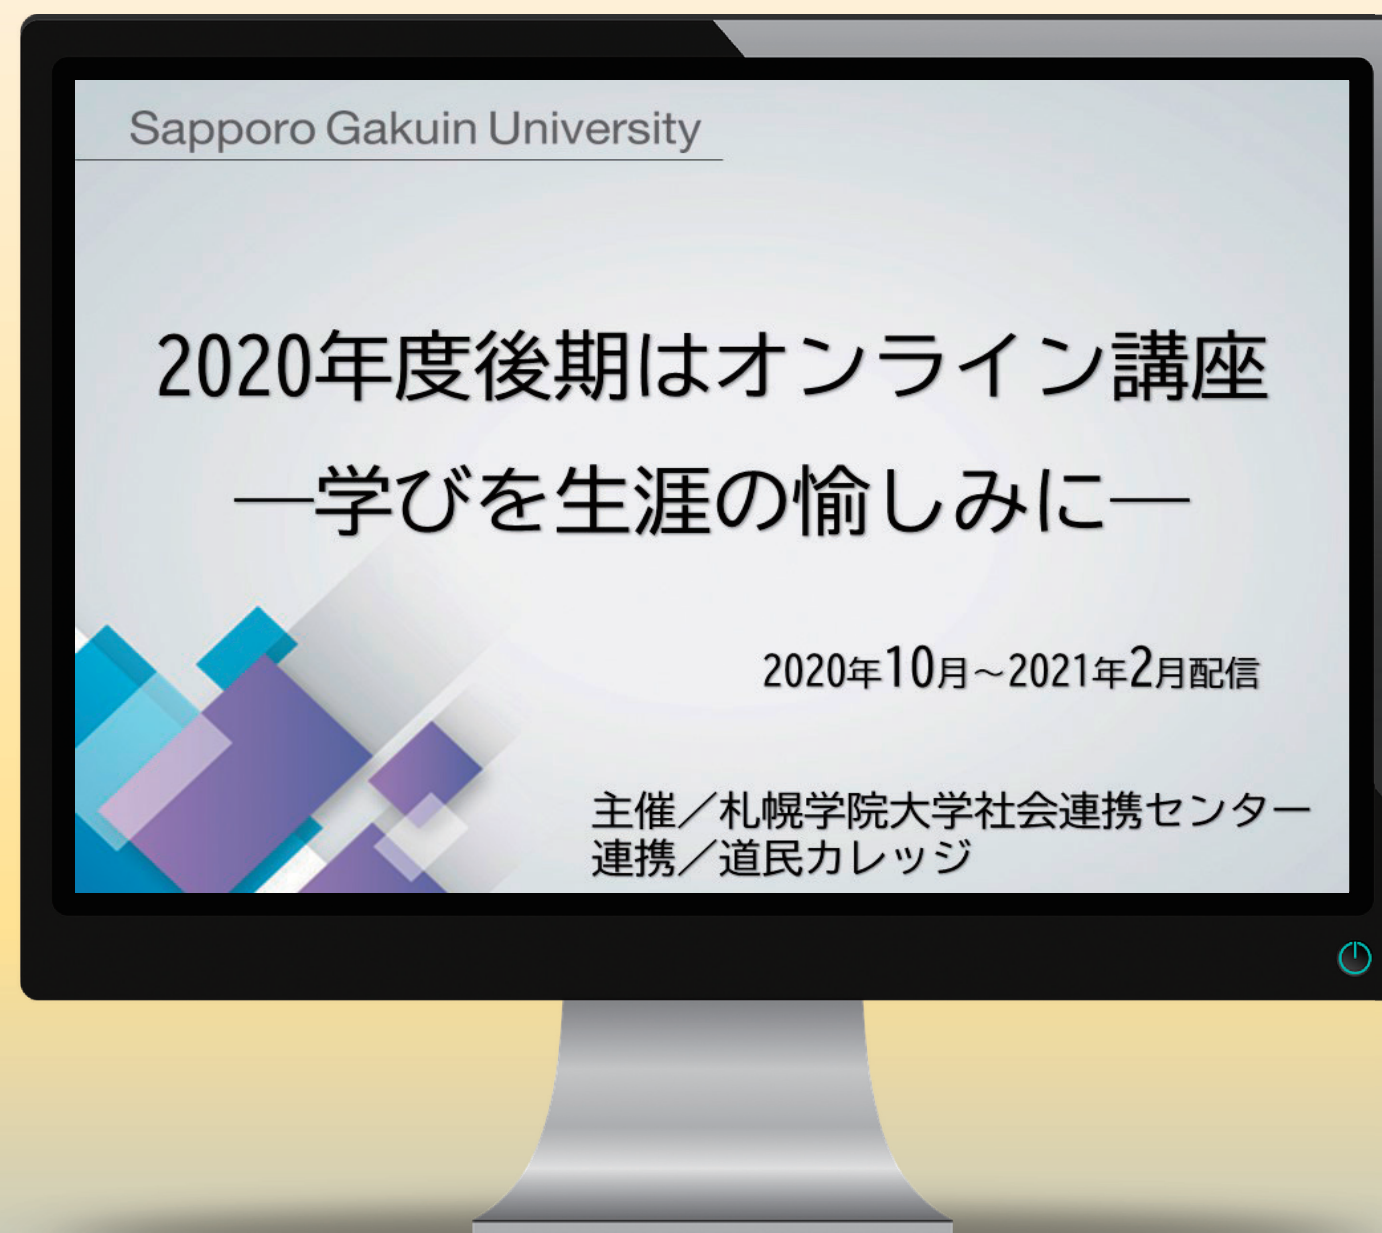 Sapporo Gakuin University
2020年度後期はオンライン講座
―学びを生涯の愉しみに―
2020年10月～2021年2月配信
主催／札幌学院大学社会連携センター
連携／道民カレッジ